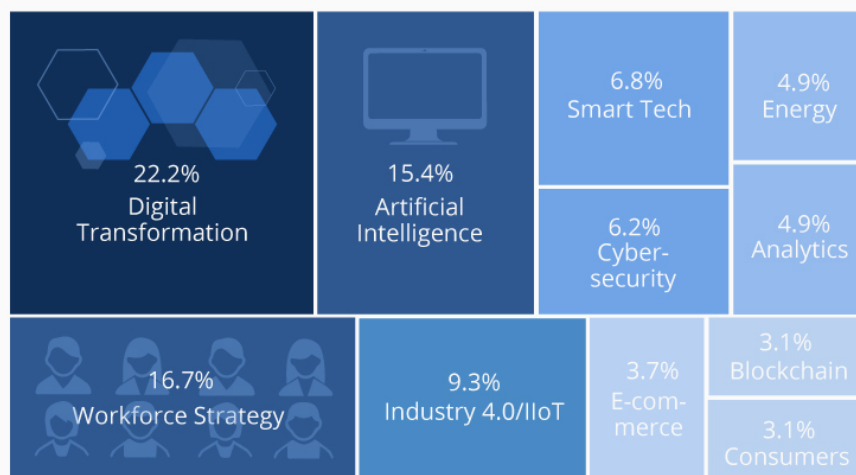 22.2%
Digital
Transformation
15.4%
Artificial
Intelligence
6.8%
Smart Tech
4.9%
Energy
6.2%
Cyber-
security
4.9%
Analytics
16.7%
Workforce Strategy
9.3%
Industry 4.0/IIoT
3.7%
E-com-
merce
3.1%
Blockchain
3.1%
Consumers